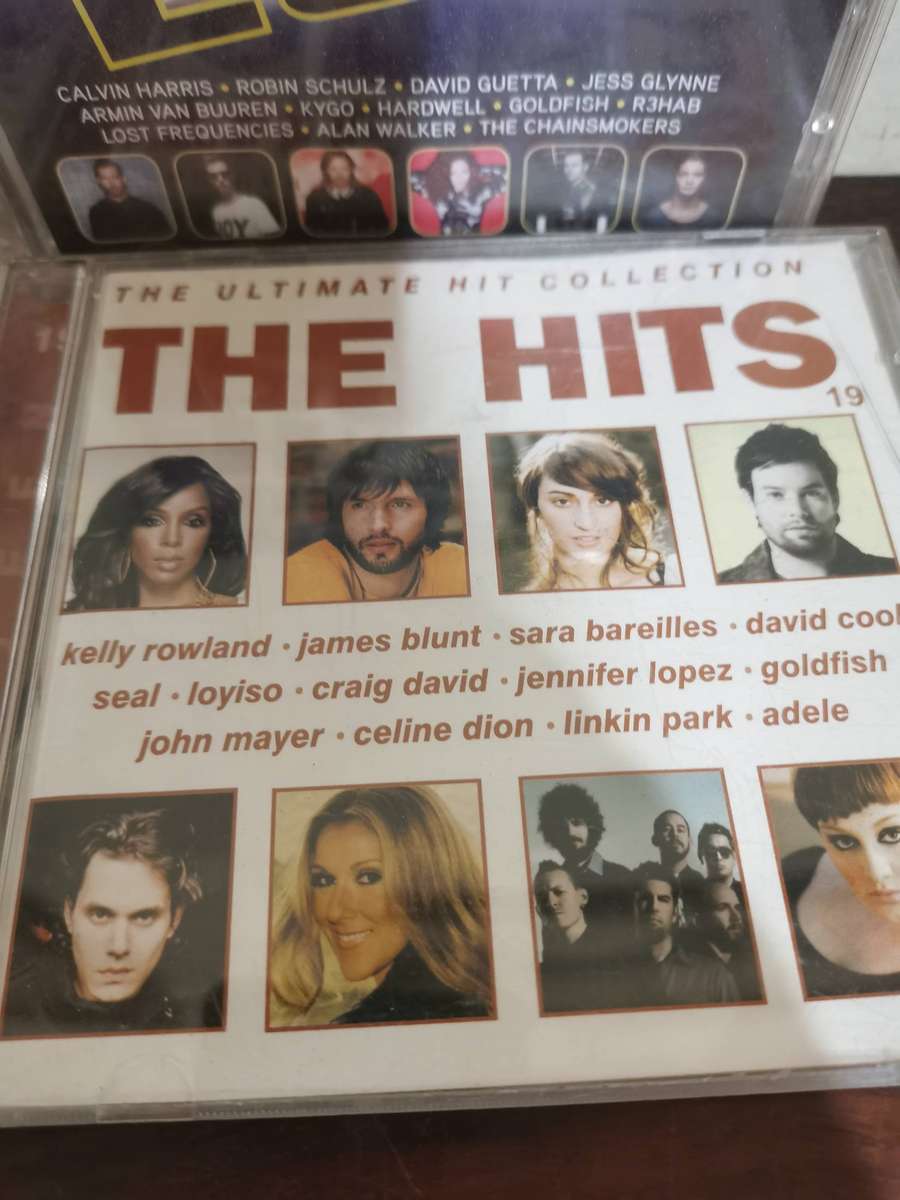 CALVIN HARRIS • ROBIN SCHULZ • DAVID GUETTA • JESS GLYNNE
ARMIN VAN BUUREN • KYGO • HARDWELL • GOLDFISH • R3HAB
LOST FREQUENCIES • ALAN WALKER • THE CHAINSMOKERS
THE ULTIMATE HIT COLLECTION
THE HITS
19
kelly rowland • james blunt • sara bareilles • david cool
seal • loyiso • craig david • jennifer lopez • goldfish
john mayer • celine dion • linkin park • adele